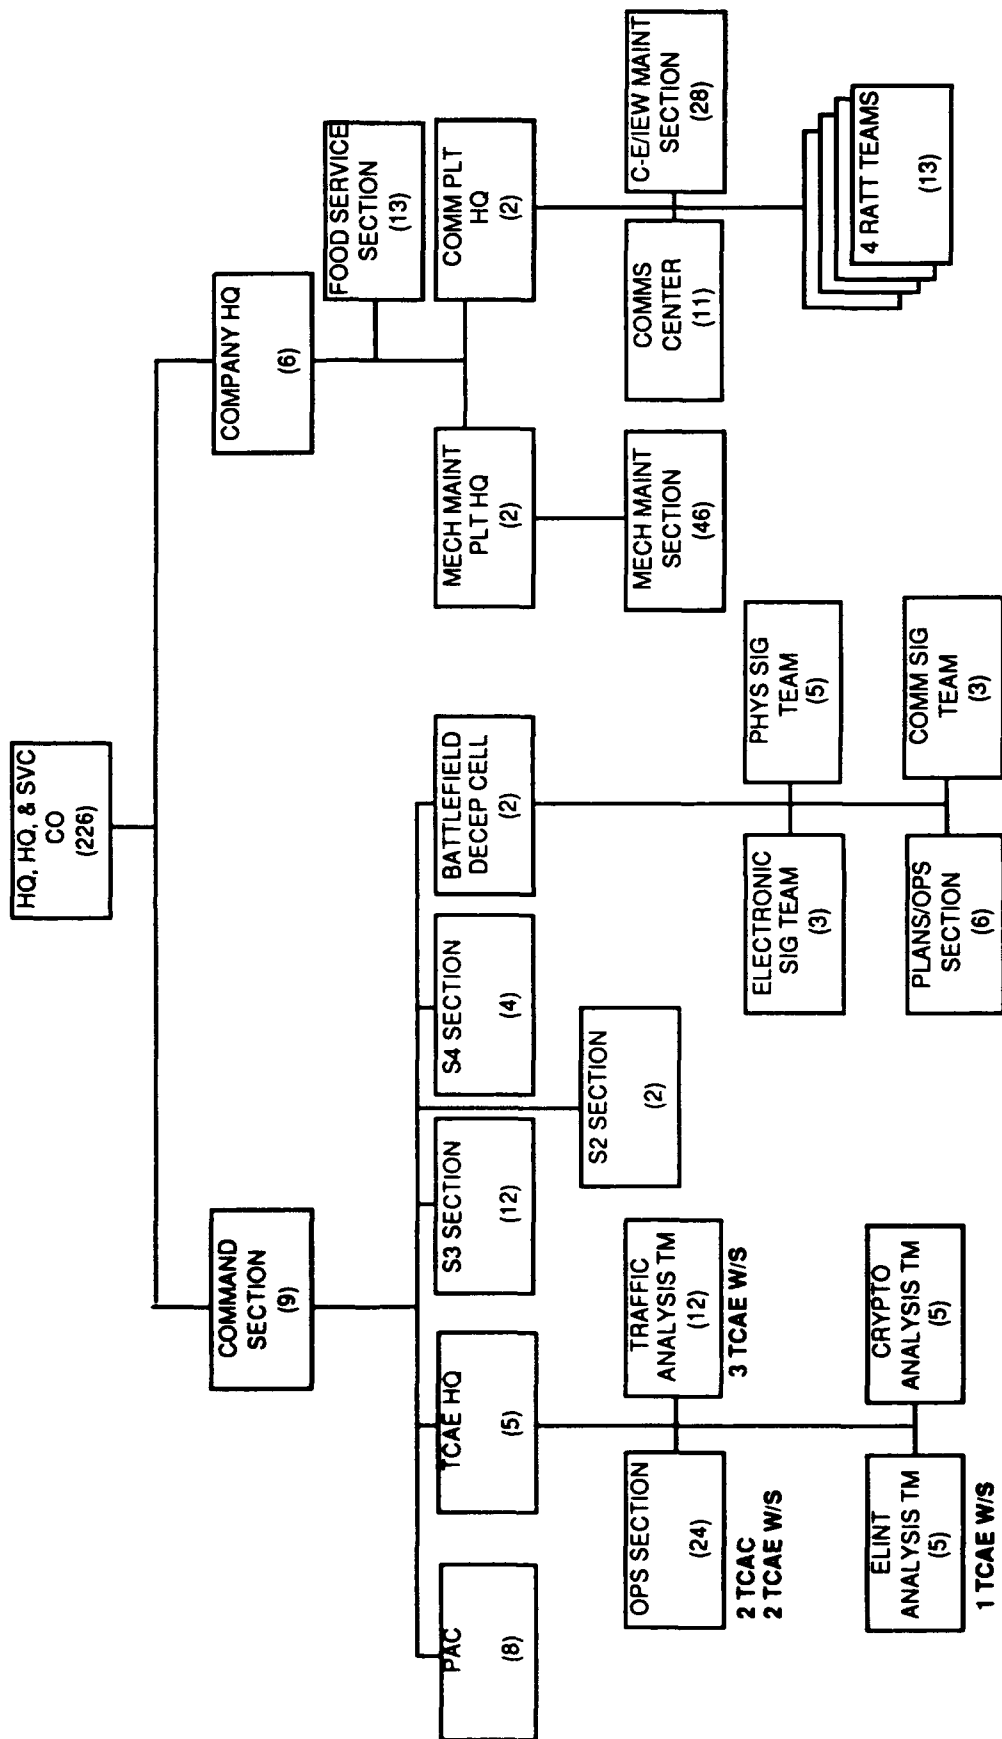 HQ, HQ, & SVC
CO
(226)
COMMAND
SECTION
(9)
COMPANY HQ
(6)
FOOD SERVICE
SECTION
(13)
PAC
(8)
TCAE HQ
(5)
S3 SECTION
(12)
S4 SECTION
(4)
BATTLEFIELD
DECEP CELL
(2)
MECH MAINT
PLT HQ
(2)
COMM PLT
HQ
(2)
S2 SECTION
(2)
OPS SECTION
(24)
2 TCAC
2 TCAE W/S
TRAFFIC
ANALYSIS TM
(12)
3 TCAE W/S
MECH MAINT
SECTION
(46)
COMMS
CENTER
(11)
C-E/IEW MAINT
SECTION
(28)
ELECTRONIC
SIG TEAM
(3)
PHYS SIG
TEAM
(5)
4 RATT TEAMS
(13)
ELINT
ANALYSIS TM
(5)
1 TCAE W/S
CRYPTO
ANALYSIS TM
(5)
PLANS/OPS
SECTION
(6)
COMM SIG
TEAM
(3)